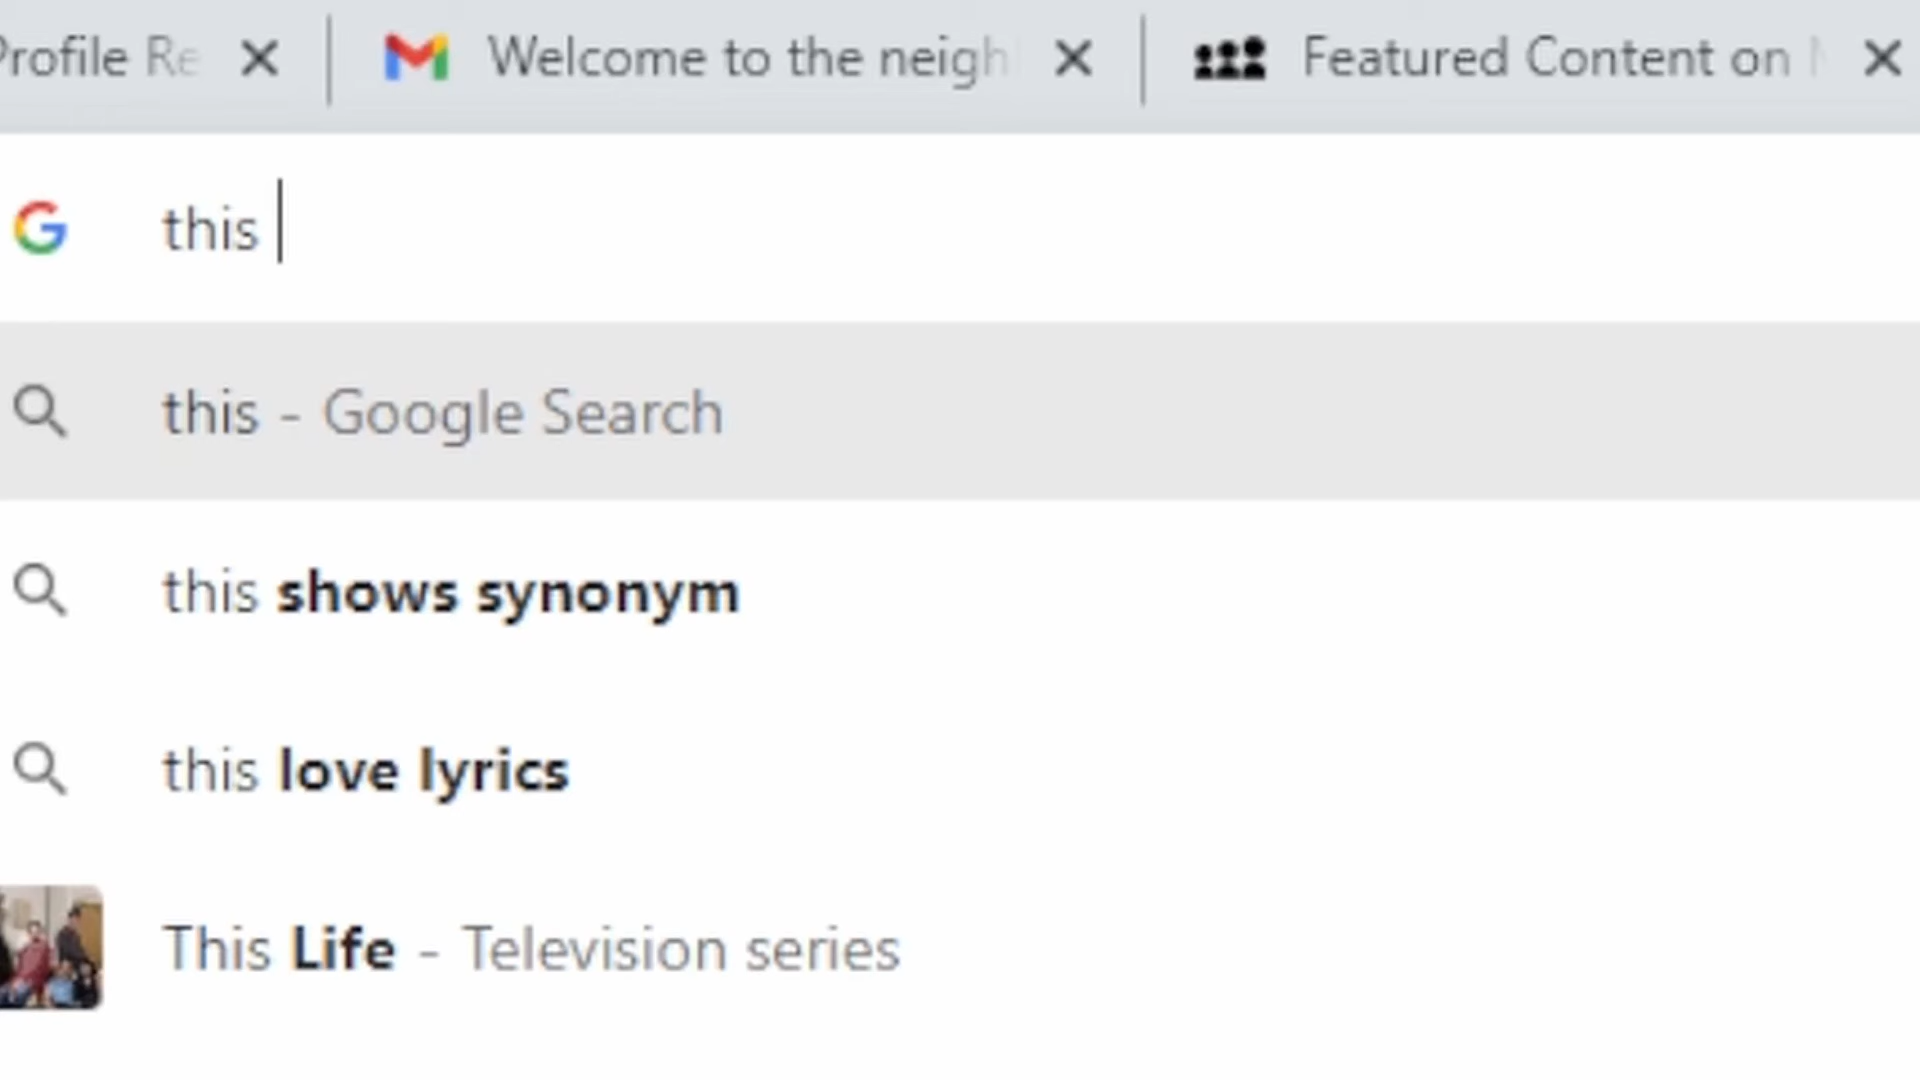 Profile Re
Welcome to the neigh
Featured Content on
this
this - Google Search
this shows synonym
this love lyrics
This Life - Television series